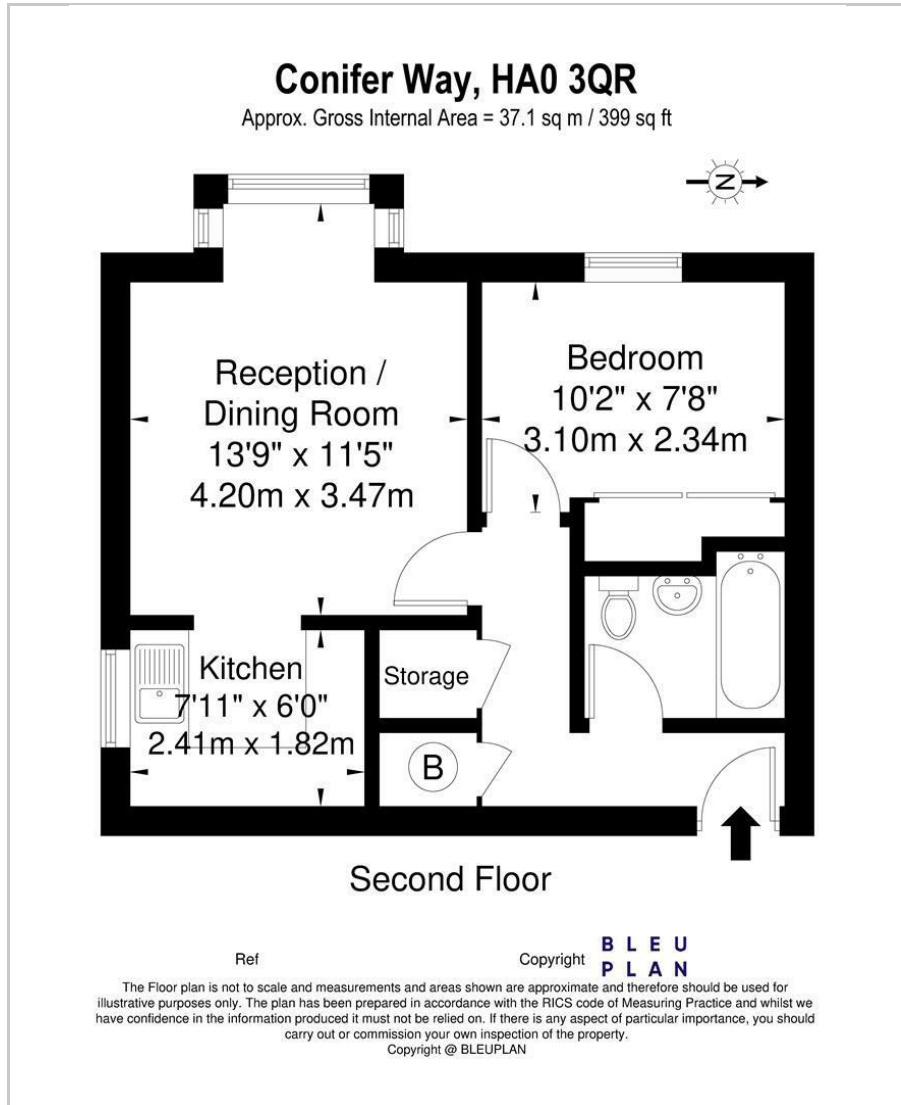 Conifer Way, HA0 3QR
Approx. Gross Internal Area = 37.1 sq m / 399 sq ft
N
Reception /
Dining Room
13'9" x 11'5"
4.20m x 3.47m
Bedroom
10'2" x 7'8"
3.10m x 2.34m
Kitchen
7'11" x 6'0"
2.41m x 1.82m
Storage
B
Second Floor
Ref
Copyright
BLEU
PLAN
The Floor plan is not to scale and measurements and areas shown are approximate and therefore should be used for
illustrative purposes only. The plan has been prepared in accordance with the RICS code of Measuring Practice and whilst we
have confidence in the information produced it must not be relied on. If there is any aspect of particular importance, you should
carry out or commission your own inspection of the property.
Copyright @ BLEUPLAN